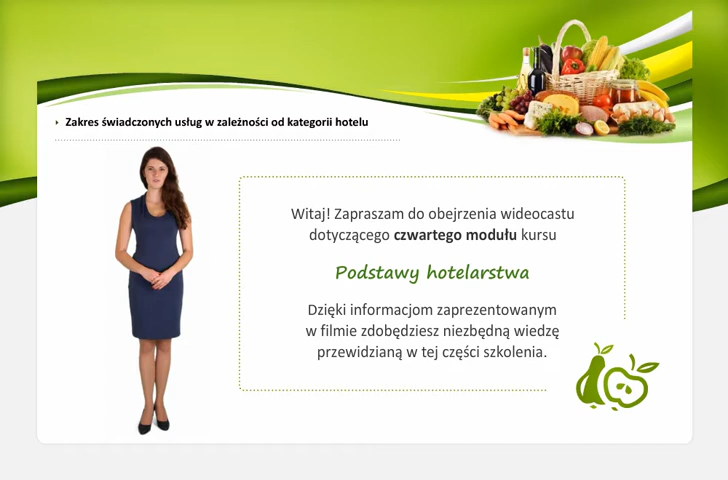 Zakres świadczonych usług w zależności od kategorii hotelu
Witaj! Zapraszam do obejrzenia wideocastu
dotyczącego czwartego modułu kursu
Podstawy hotelarstwa
Dzięki informacjom zaprezentowanym
w filmie zdobędziesz niezbędną wiedzę
przewidzianą w tej części szkolenia.